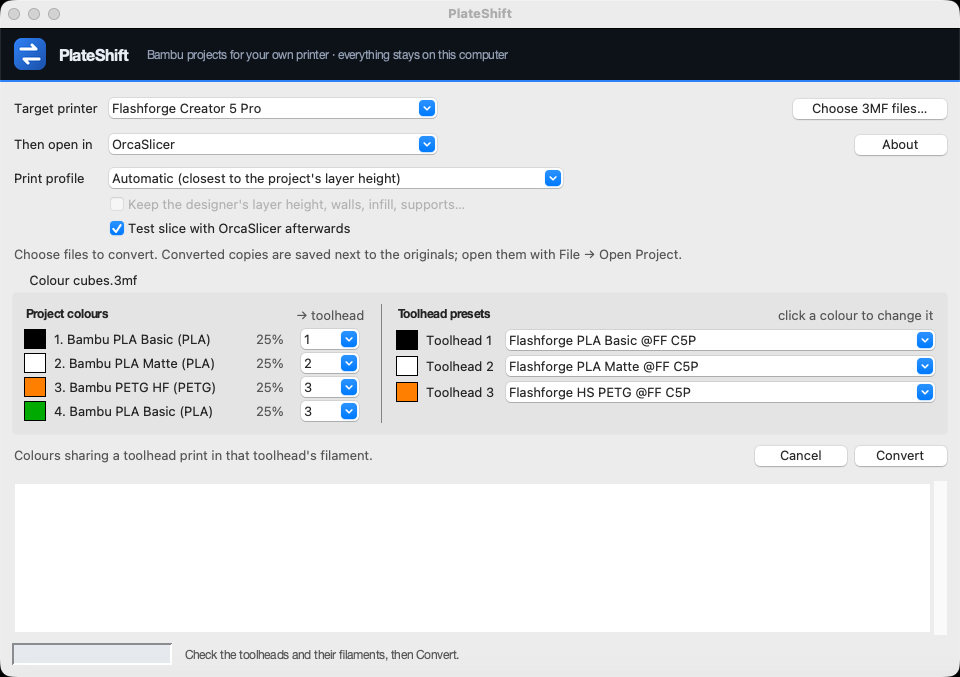 PlateShift
PlateShift Bambu projects for your own printer · everything stays on this computer
Target printer Flashforge Creator 5 Pro Choose 3MF files...
Then open in OrcaSlicer About
Print profile Automatic (closest to the project's layer height)
Keep the designer's layer height, walls, infill, supports...
Test slice with OrcaSlicer afterwards
Choose files to convert. Converted copies are saved next to the originals; open them with File → Open Project.
Colour cubes.3mf
Project colours → toolhead
1. Bambu PLA Basic (PLA) 25% 1
2. Bambu PLA Matte (PLA) 25% 2
3. Bambu PETG HF (PETG) 25% 3
4. Bambu PLA Basic (PLA) 25% 3
Toolhead presets click a colour to change it
Toolhead 1 Flashforge PLA Basic @FF C5P
Toolhead 2 Flashforge PLA Matte @FF C5P
Toolhead 3 Flashforge HS PETG @FF C5P
Colours sharing a toolhead print in that toolhead's filament. Cancel Convert
Check the toolheads and their filaments, then Convert.